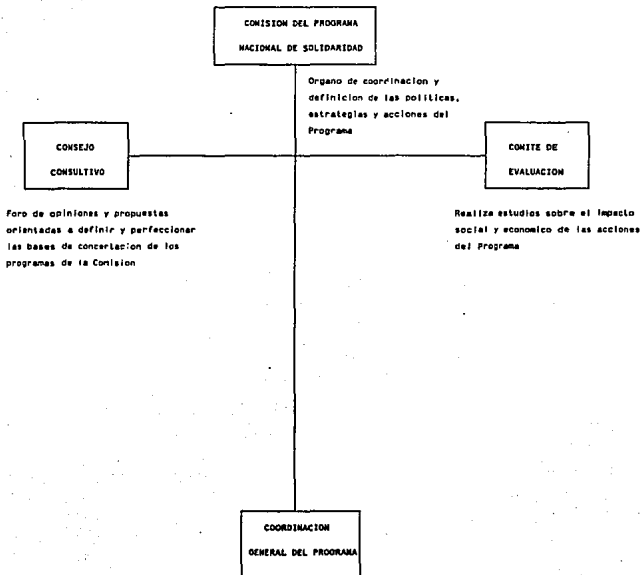 COMISION DEL PROGRAMA
NACIONAL DE SOLIDARIDAD
Organo de coordinacion y
definicion de las politicas,
estrategias y acciones del
Programa
CONSEJO
CONSULTIVO
COMITE DE
EVALUACION
Foro de opiniones y propuestas
orientadas a definir y perfeccionar
las bases de concertacion de los
programas de la Comision
Realiza estudios sobre el impacto
social y economico de las acciones
del Programa
COORDINACION
GENERAL DEL PROGRAMA